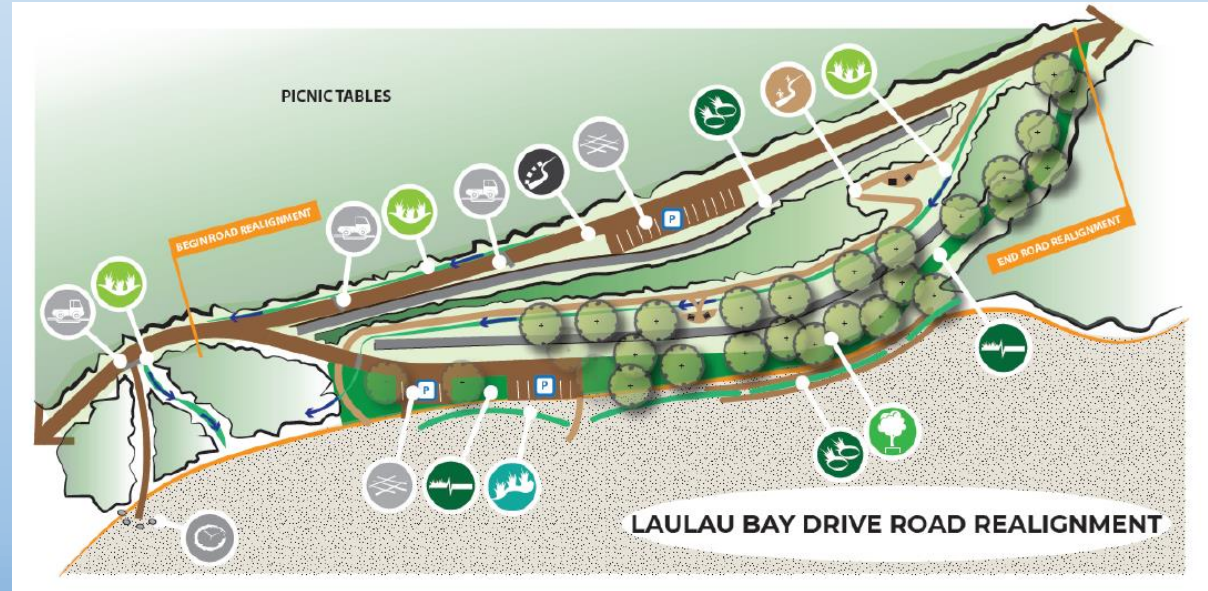 PICNIC TABLES
BEGIN ROAD REALIGNMENT
P
END ROAD REALIGNMENT
P
P
LAULAU BAY DRIVE ROAD REALIGNMENT